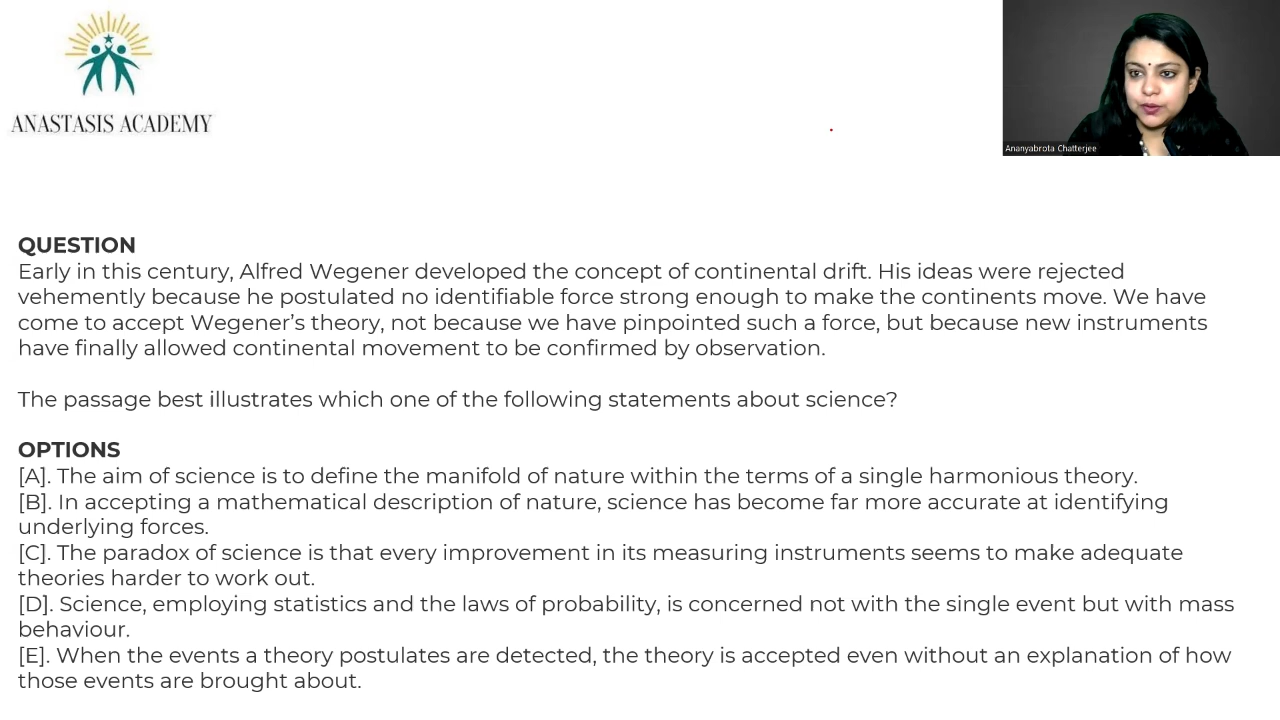 ANASTASIS ACADEMY
Ananyabrota Chatterjee
QUESTION
Early in this century, Alfred Wegener developed the concept of continental drift. His ideas were rejected
vehemently because he postulated no identifiable force strong enough to make the continents move. We have
come to accept Wegener's theory, not because we have pinpointed such a force, but because new instruments
have finally allowed continental movement to be confirmed by observation.
The passage best illustrates which one of the following statements about science?
OPTIONS
[A]. The aim of science is to define the manifold of nature within the terms of a single harmonious theory.
[B]. In accepting a mathematical description of nature, science has become far more accurate at identifying
underlying forces.
[C]. The paradox of science is that every improvement in its measuring instruments seems to make adequate
theories harder to work out.
[D]. Science, employing statistics and the laws of probability, is concerned not with the single event but with mass
behaviour.
[E]. When the events a theory postulates are detected, the theory is accepted even without an explanation of how
those events are brought about.